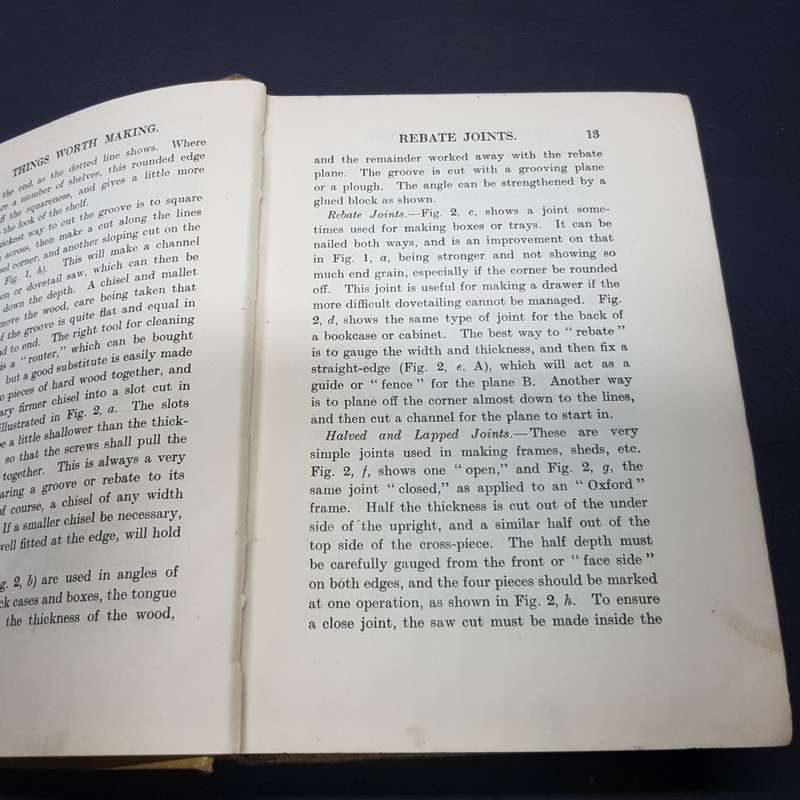 THINGS WORTH MAKING.
the end, as the dotted line shows. Where
a number of shelves, this rounded edge
the squareness, and gives a little more
the look of the shelf.
way to cut the groove is to square
across, then make a cut along the lines
corner, and another sloping cut on the
Fig. 1, h). This will make a channel
or dovetail saw, which can then be
down the depth. A chisel and mallet
the wood, care being taken that
of the groove is quite flat and equal in
to end. The right tool for cleaning
is a "router," which can be bought
but a good substitute is easily made
pieces of hard wood together, and
firmer chisel into a slot cut in
illustrated in Fig. 2, a. The slots
be a little shallower than the thick-
so that the screws shall pull the
together. This is always a very
a groove or rebate to its
of course, a chisel of any width
If a smaller chisel be necessary,
well fitted at the edge, will hold
2, b) are used in angles of
cases and boxes, the tongue
the thickness of the wood,
REBATE JOINTS. 13
and the remainder worked away with the rebate
plane. The groove is cut with a grooving plane
or a plough. The angle can be strengthened by a
glued block as shown.
Rebate Joints.—Fig. 2, c, shows a joint some-
times used for making boxes or trays. It can be
nailed both ways, and is an improvement on that
in Fig. 1, a, being stronger and not showing so
much end grain, especially if the corner be rounded
off. This joint is useful for making a drawer if the
more difficult dovetailing cannot be managed. Fig.
2, d, shows the same type of joint for the back of
a bookcase or cabinet. The best way to "rebate"
is to gauge the width and thickness, and then fix a
straight-edge (Fig. 2, e. A), which will act as a
guide or "fence" for the plane B. Another way
is to plane off the corner almost down to the lines,
and then cut a channel for the plane to start in.
Halved and Lapped Joints.—These are very
simple joints used in making frames, sheds, etc.
Fig. 2, f, shows one "open," and Fig. 2, g, the
same joint "closed," as applied to an "Oxford"
frame. Half the thickness is cut out of the under
side of the upright, and a similar half out of the
top side of the cross-piece. The half depth must
be carefully gauged from the front or "face side"
on both edges, and the four pieces should be marked
at one operation, as shown in Fig. 2, h. To ensure
a close joint, the saw cut must be made inside the